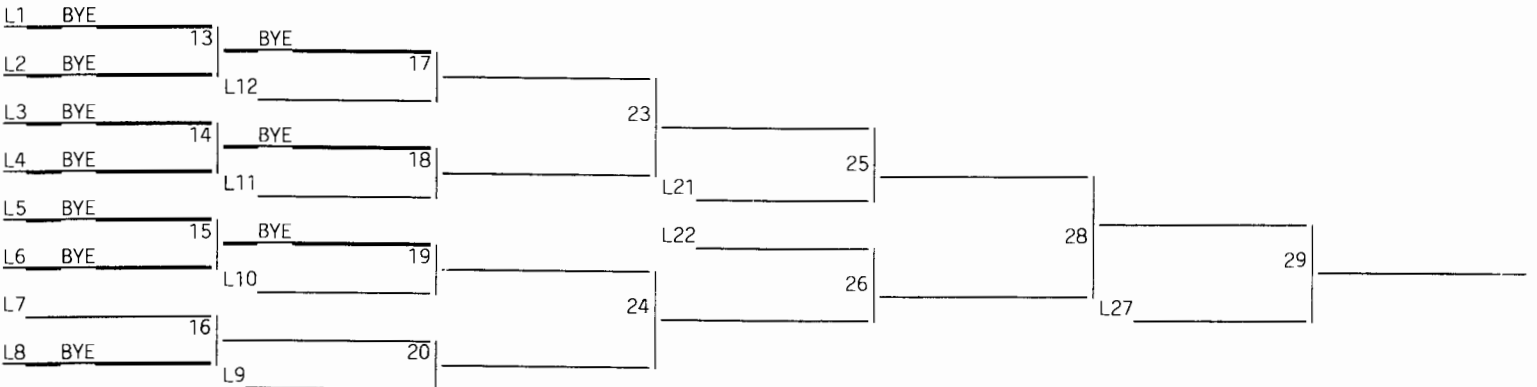 L1 BYE
13 BYE
L2 BYE 17
L12
L3 BYE 23
14 BYE
L4 BYE 18 25
L11 L21
L5 BYE
15 BYE L22 28
L6 BYE 19 29
L10 26
L7 24 L27
16
L8 BYE 20
L9